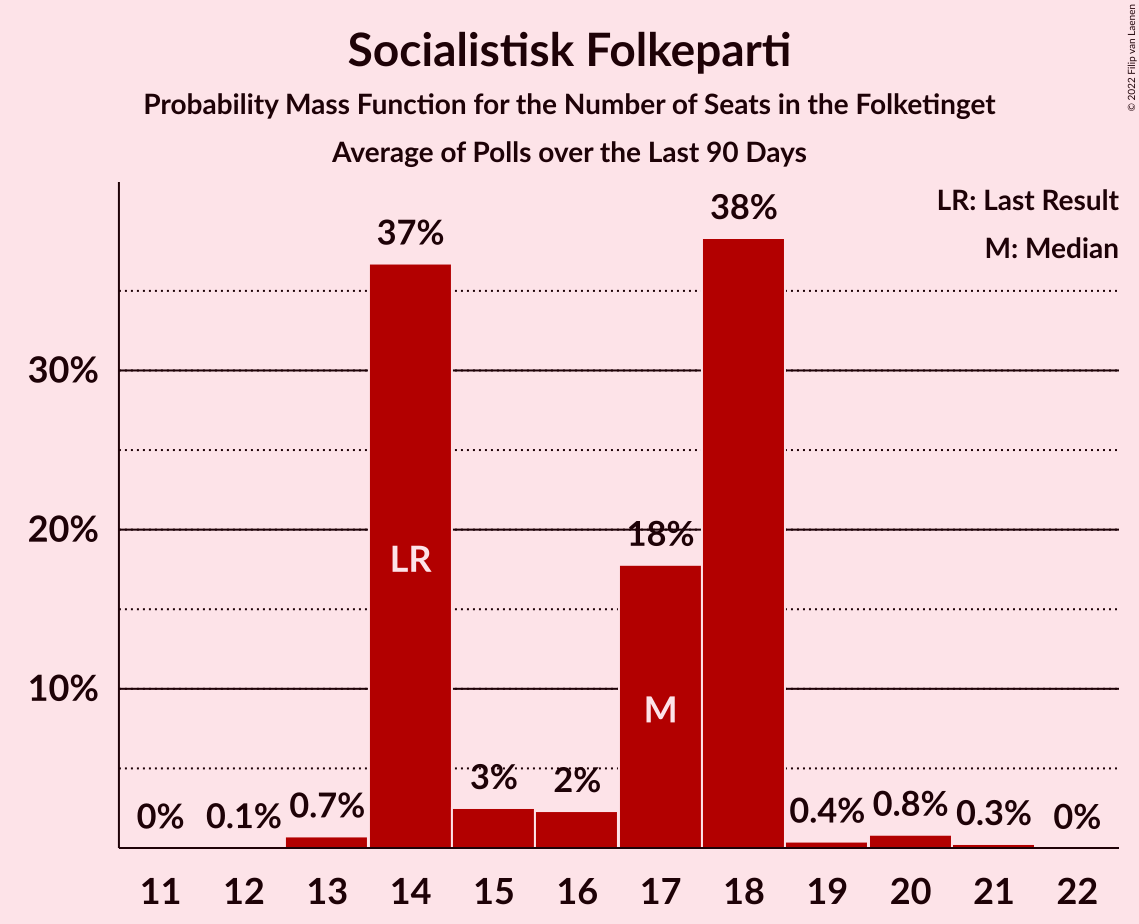 Socialistisk Folkeparti
Probability Mass Function for the Number of Seats in the Folketinget
Average of Polls over the Last 90 Days
© 2022 Filip van Laenen
LR: Last Result
M: Median
30%
20%
10%
0%
0.1%
0.7%
37%
3%
2%
18%
38%
0.4%
0.8%
0.3%
0%
LR
M
11 12 13 14 15 16 17 18 19 20 21 22